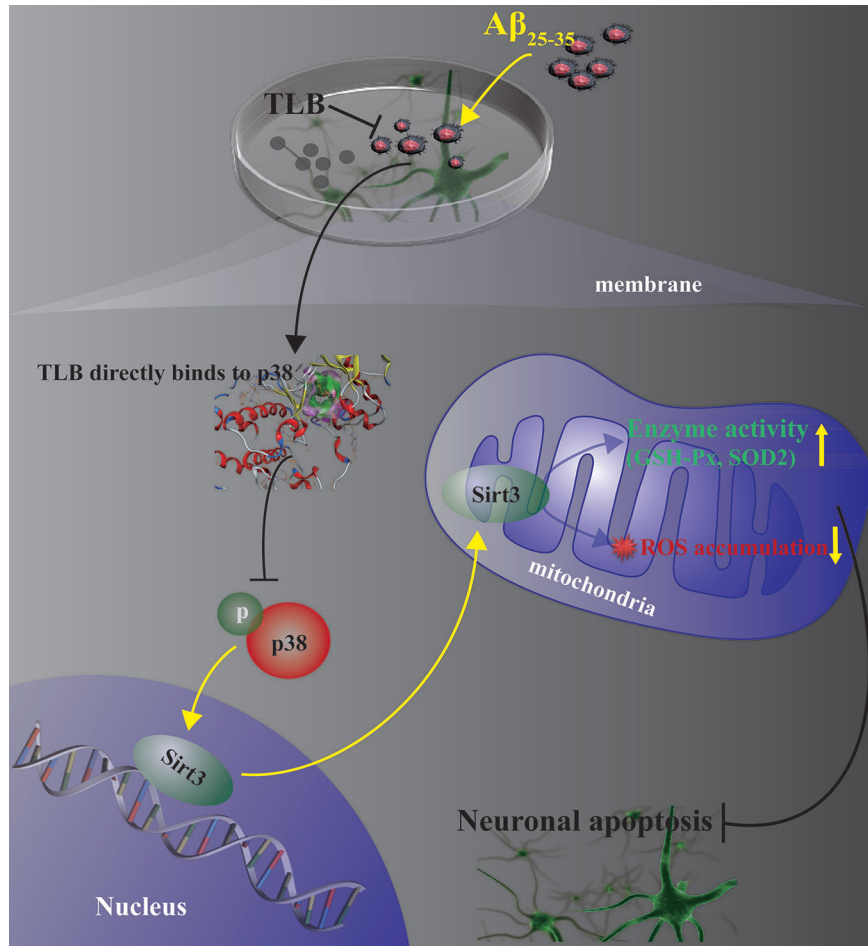 Aβ25-35
TLB
membrane
TLB directly binds to p38
Enzyme activity
(GSH-Px, SOD2)
Sirt3
ROS accumulation
mitochondria
p
p38
Sirt3
Neuronal apoptosis
Nucleus